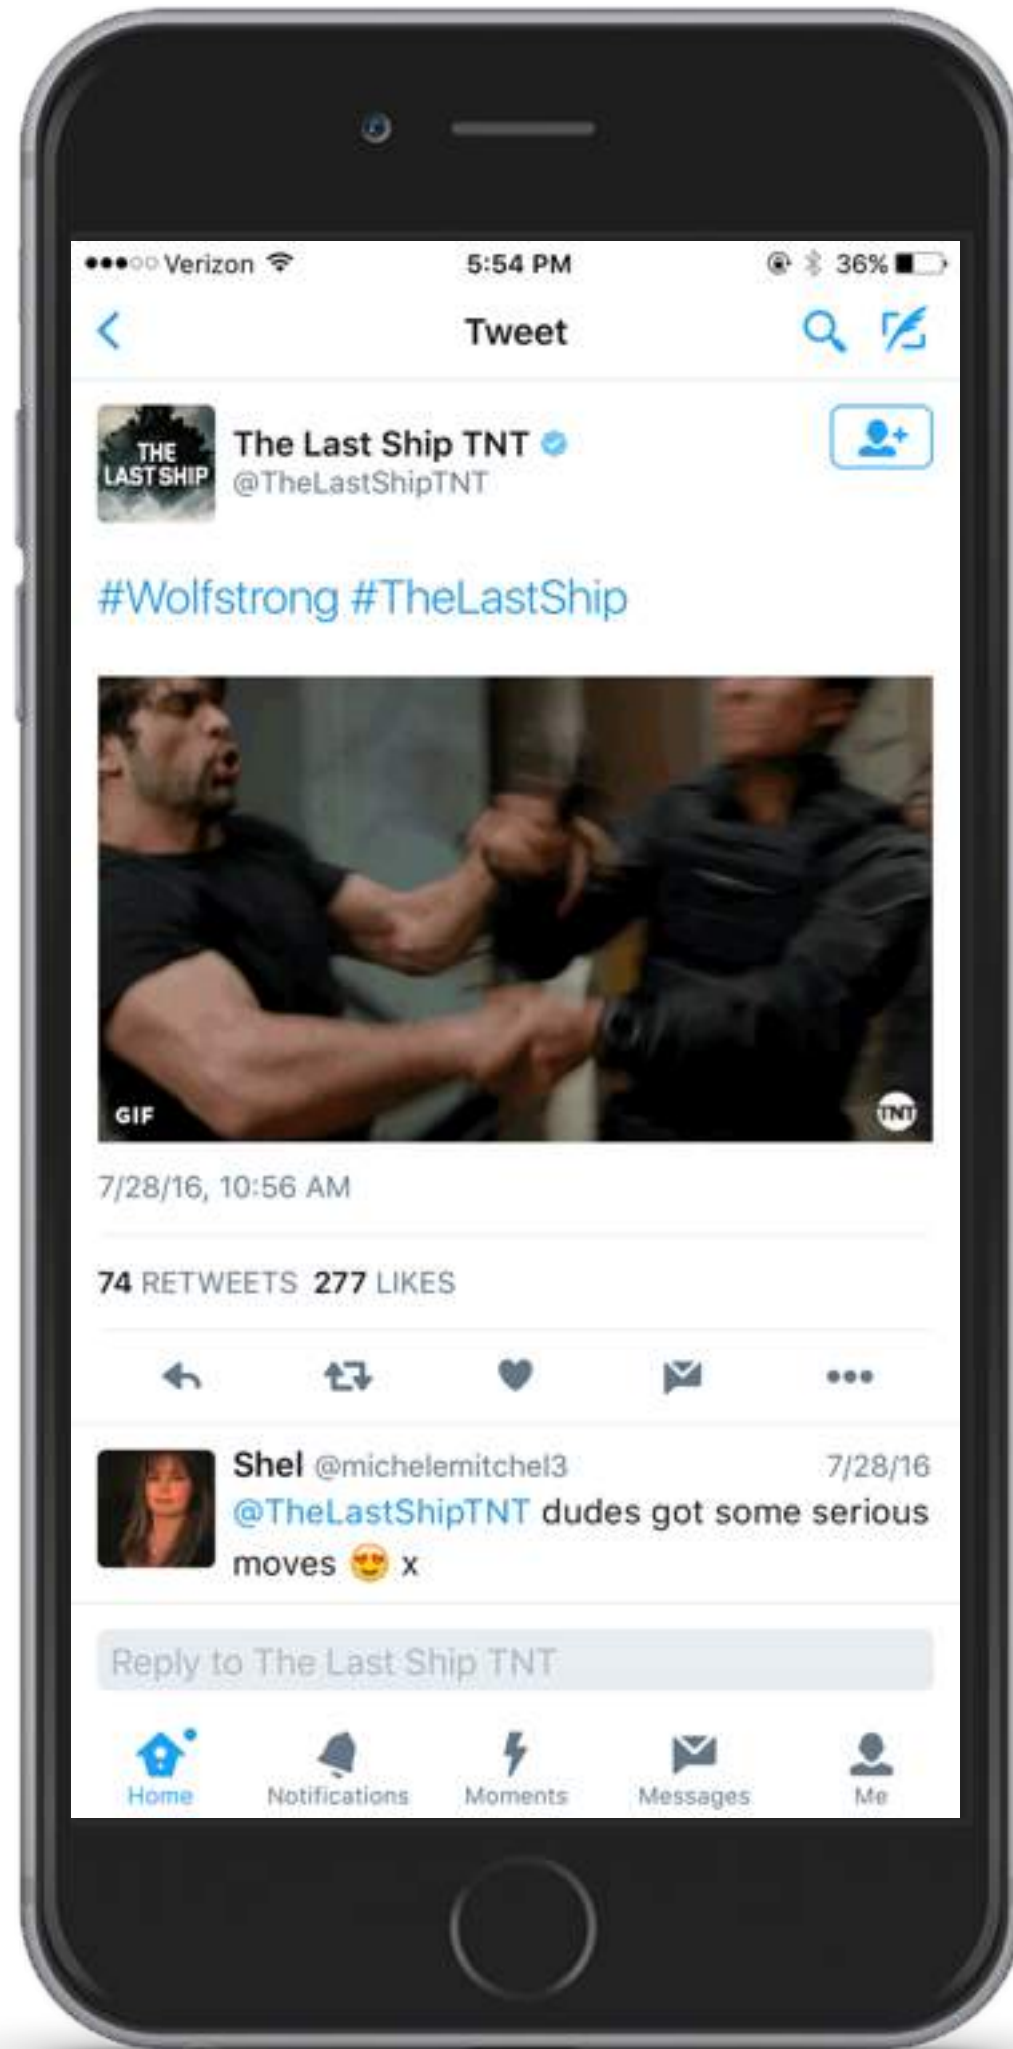 Verizon 5:54 PM 36%
Tweet
THE
LAST SHIP
The Last Ship TNT
@TheLastShipTNT
#Wolfstrong #TheLastShip
GIF
TNT
7/28/16, 10:56 AM
74 RETWEETS 277 LIKES
Shel @michelemitchel3 7/28/16
@TheLastShipTNT dudes got some serious
moves 😍 x
Reply to The Last Ship TNT
Home Notifications Moments Messages Me